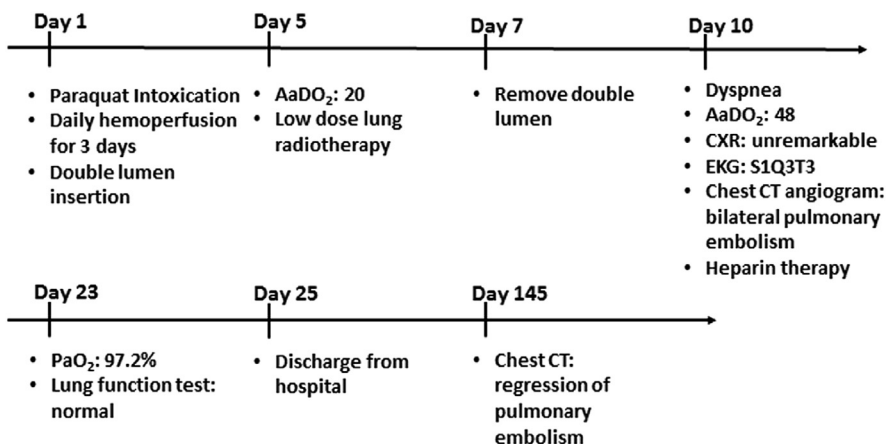 Day 1
Day 5
Day 7
Day 10
• Paraquat Intoxication
• Daily hemoperfusion
for 3 days
• Double lumen
insertion
• AaDO₂: 20
• Low dose lung
radiotherapy
• Remove double
lumen
• Dyspnea
• AaDO₂: 48
• CXR: unremarkable
• EKG: S1Q3T3
• Chest CT angiogram:
bilateral pulmonary
embolism
• Heparin therapy
Day 23
Day 25
Day 145
• PaO₂: 97.2%
• Lung function test:
normal
• Discharge from
hospital
• Chest CT:
regression of
pulmonary
embolism